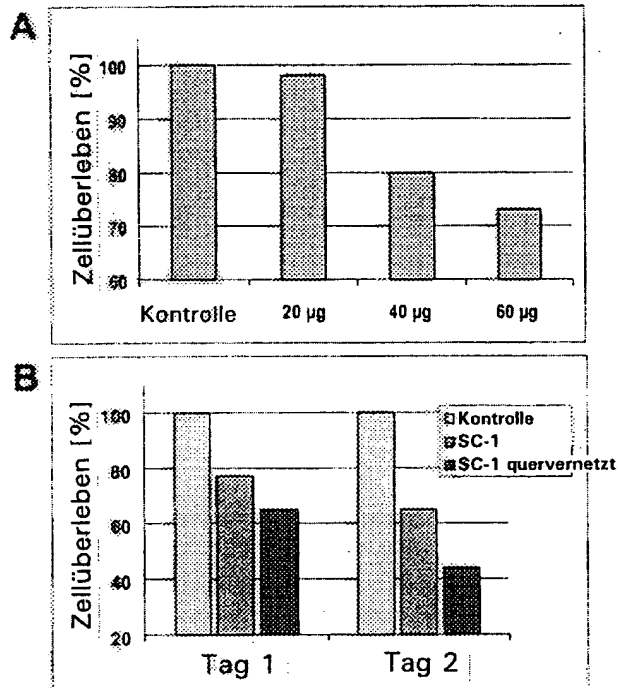 A
Zellüberleben [%]
100
90
80
70
60
Kontrolle 20 µg 40 µg 60 µg
B
Zellüberleben [%]
100
80
60
40
20
Kontrolle
SC-1
SC-1 quervernetzt
Tag 1 Tag 2